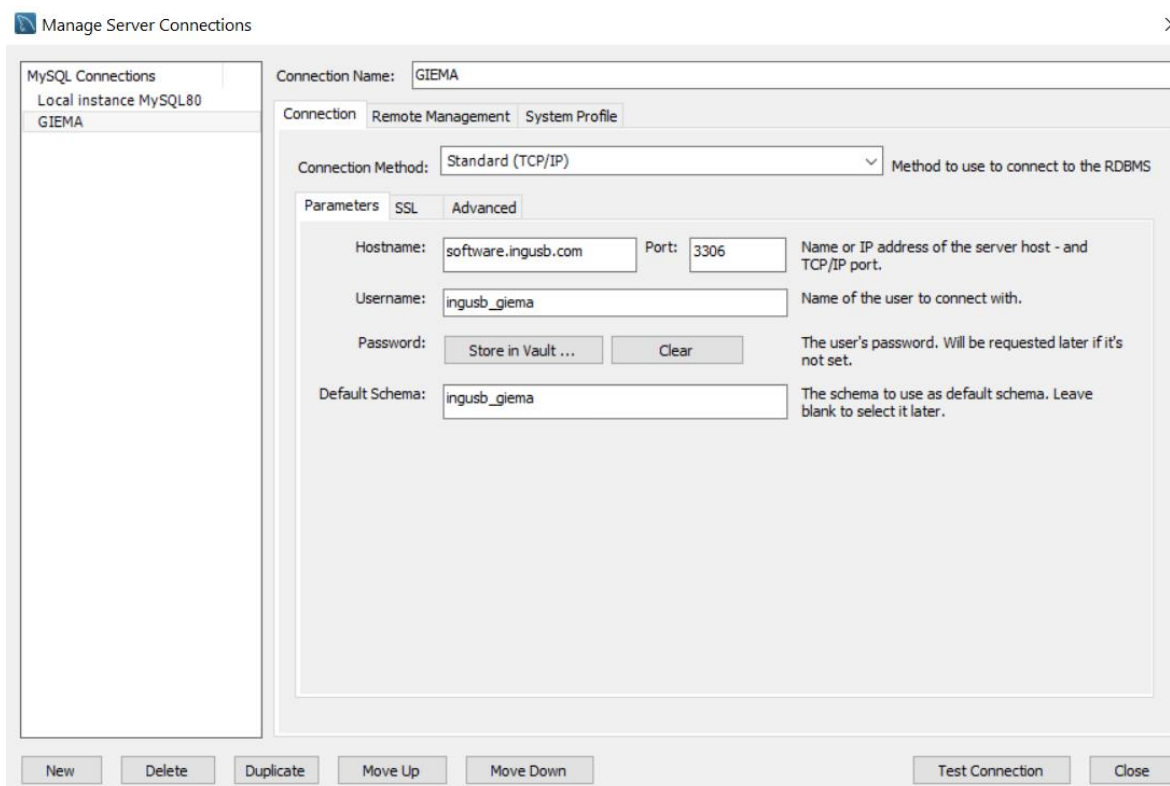 Manage Server Connections
MySQL Connections
Local instance MySQL80
GIEMA
Connection Name: GIEMA
Connection Remote Management System Profile
Connection Method: Standard (TCP/IP) Method to use to connect to the RDBMS
Parameters SSL Advanced
Hostname: software.ingusb.com Port: 3306 Name or IP address of the server host - and
TCP/IP port.
Username: ingusb_giema Name of the user to connect with.
Password: Store in Vault ... Clear The user's password. Will be requested later if it's
not set.
Default Schema: ingusb_giema The schema to use as default schema. Leave
blank to select it later.
New Delete Duplicate Move Up Move Down Test Connection Close